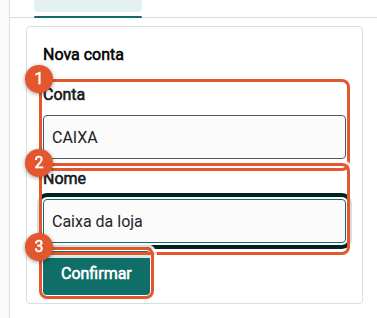 Nova conta
1
Conta
CAIXA
2
Nome
Caixa da loja
3
Confirmar